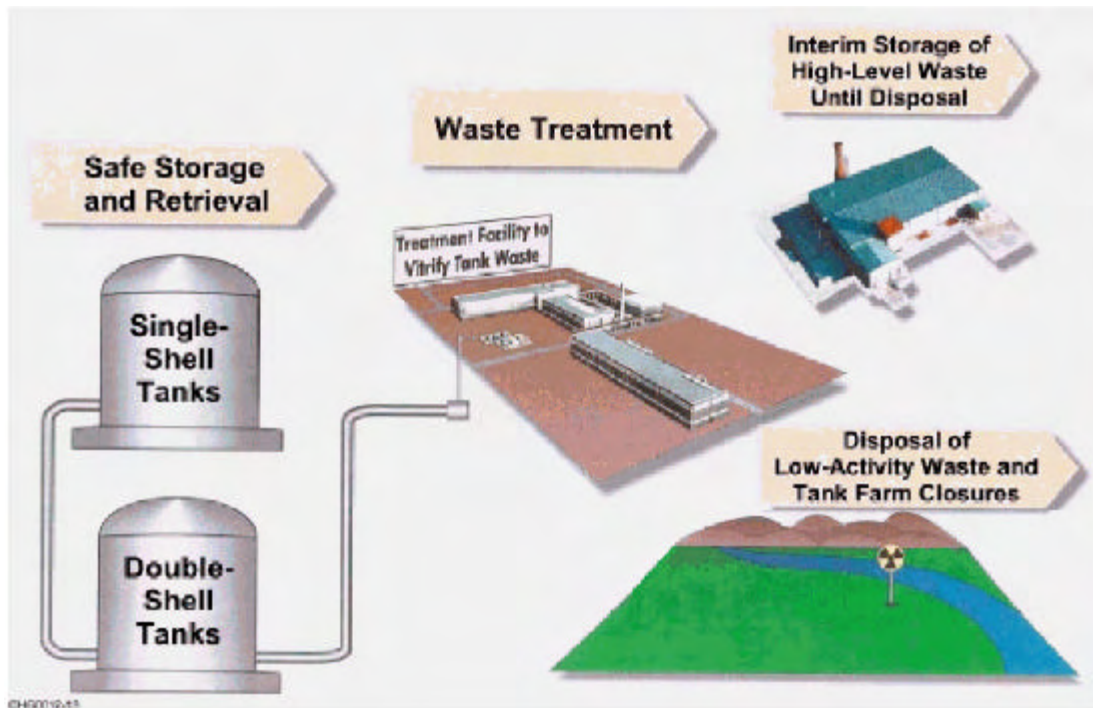 Safe Storage
and Retrieval
Single-
Shell
Tanks
Double-
Shell
Tanks
Waste Treatment
Treatment Facility to
Vitrify Tank Waste
Interim Storage of
High-Level Waste
Until Disposal
Disposal of
Low-Activity Waste and
Tank Farm Closures